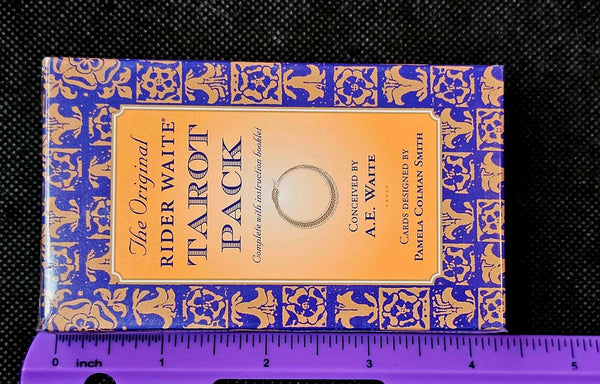 The Original
RIDER WAITE®
TAROT
PACK
Complete with instruction booklet
CONCEIVED BY
A.E. WAITE
CARDS DESIGNED BY
PAMELA COLMAN SMITH
0 inch 1 2 3 4 5